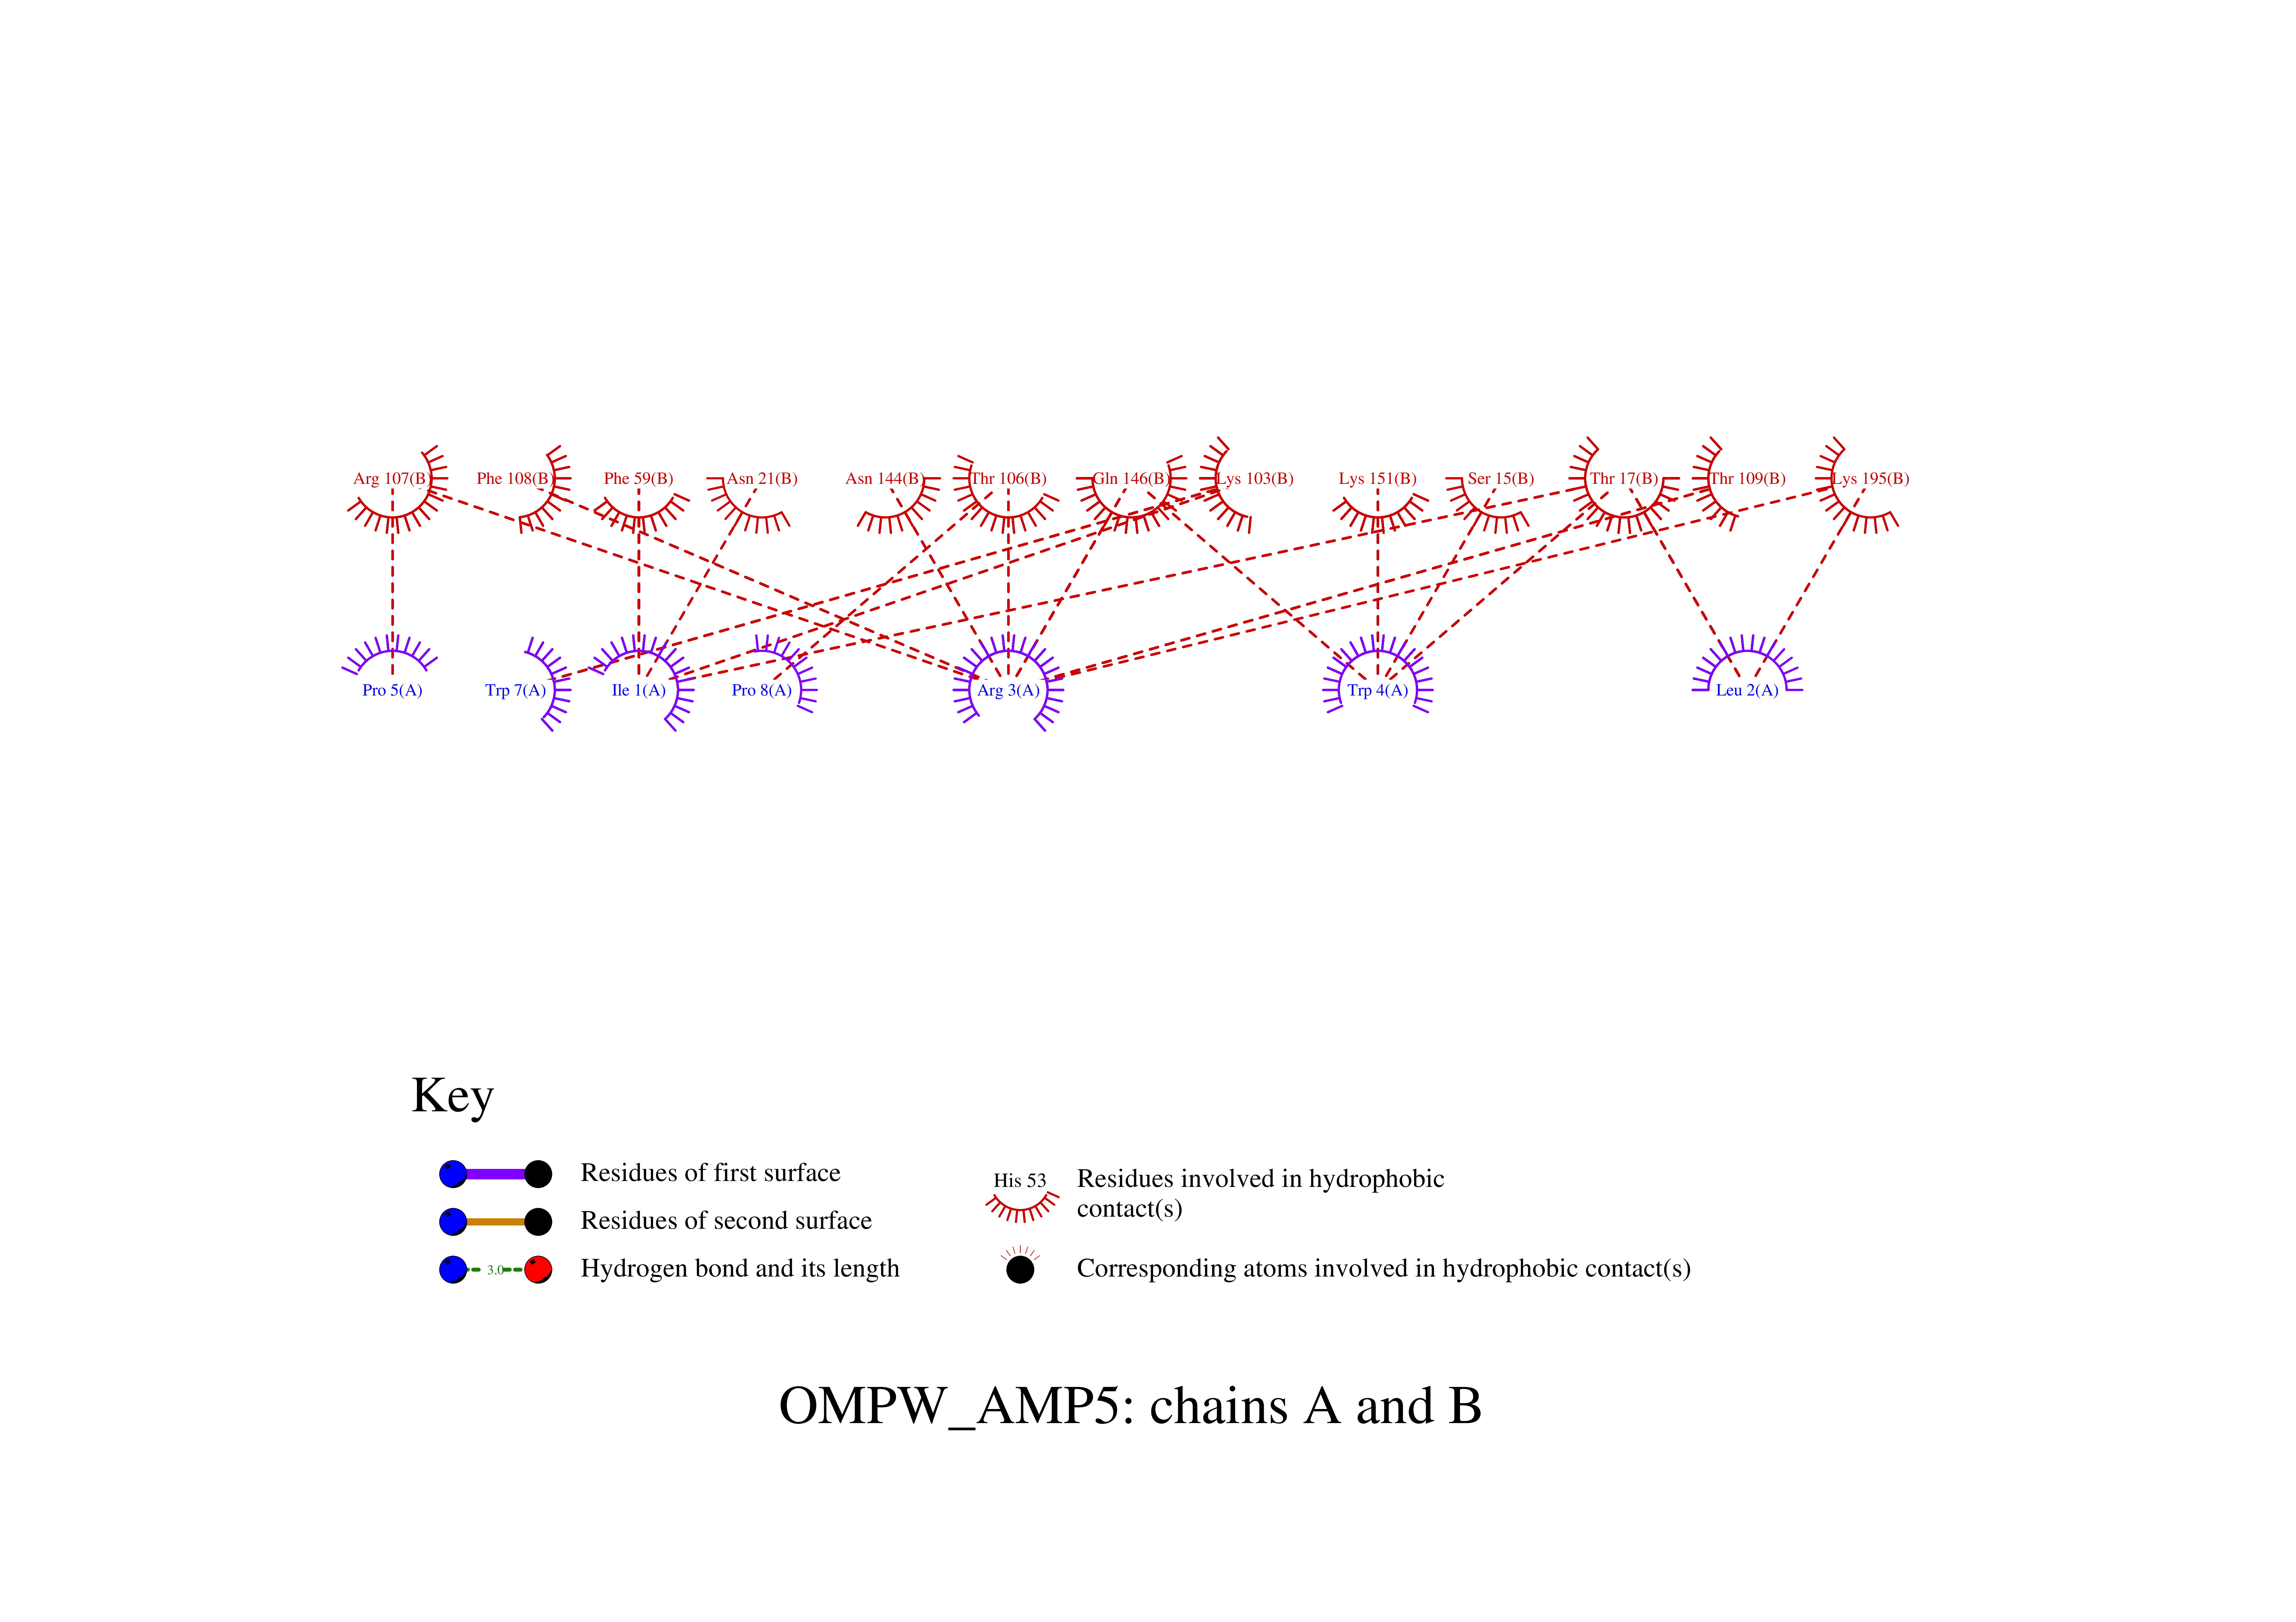 Arg 107(B) Phe 108(B) Phe 59(B) Asn 21(B) Asn 144(B) Thr 106(B) Gln 146(B) Lys 103(B) Lys 151(B) Ser 15(B) Thr 17(B) Thr 109(B) Lys 195(B)
Pro 5(A) Trp 7(A) Ile 1(A) Pro 8(A) Arg 3(A) Trp 4(A) Leu 2(A)
Key
Residues of first surface
Residues of second surface
3.0 Hydrogen bond and its length
His 53 Residues involved in hydrophobic
contact(s)
Corresponding atoms involved in hydrophobic contact(s)
OMPW_AMP5: chains A and B